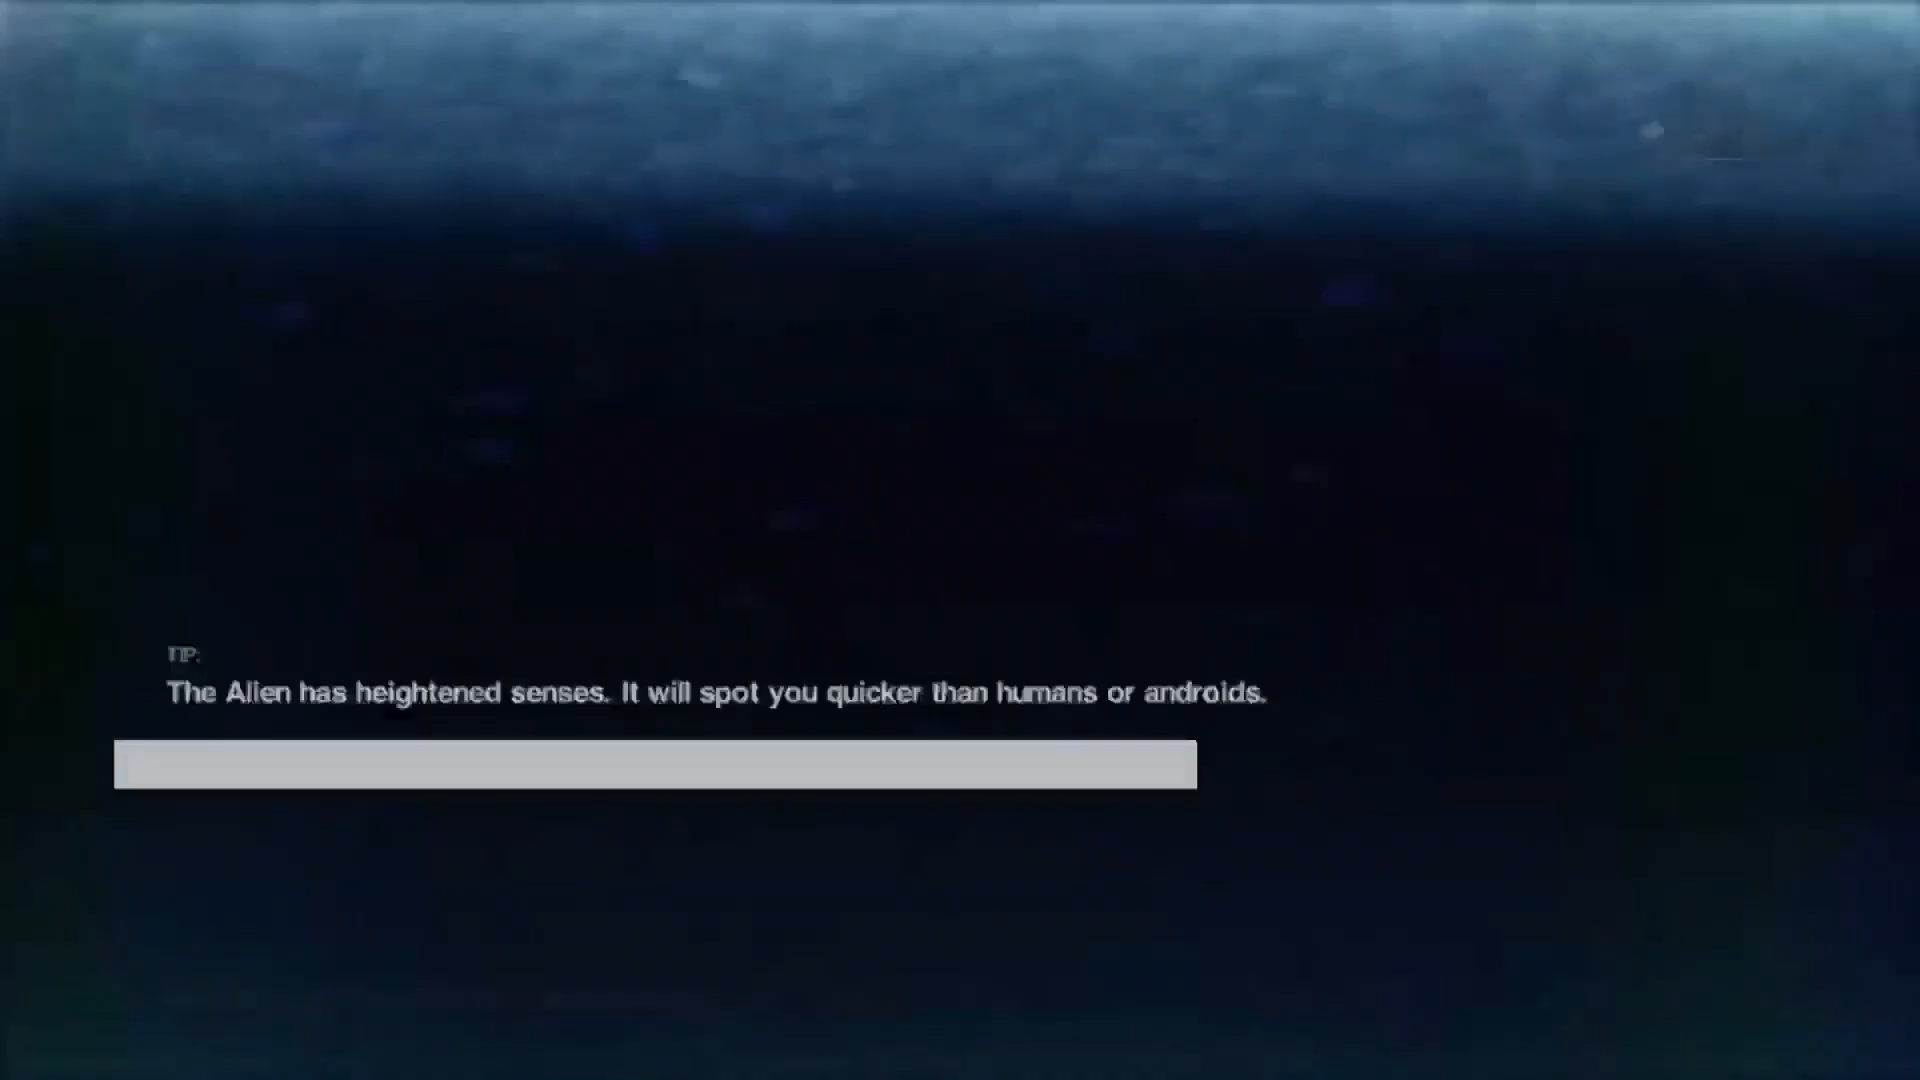 TIP:
The Alien has heightened senses. It will spot you quicker than humans or androids.